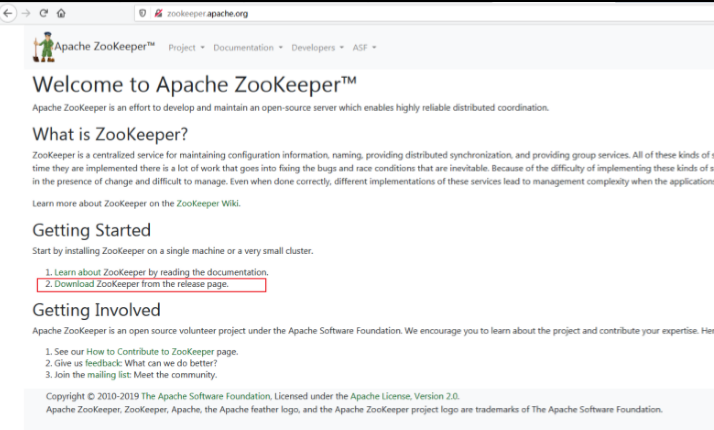 zookeeper.apache.org
Apache ZooKeeper™ Project Documentation Developers ASF
Welcome to Apache ZooKeeper™
Apache ZooKeeper is an effort to develop and maintain an open-source server which enables highly reliable distributed coordination.
What is ZooKeeper?
ZooKeeper is a centralized service for maintaining configuration information, naming, providing distributed synchronization, and providing group services. All of these kinds of
time they are implemented there is a lot of work that goes into fixing the bugs and race conditions that are inevitable. Because of the difficulty of implementing these kinds of
in the presence of change and difficult to manage. Even when done correctly, different implementations of these services lead to management complexity when the
Learn more about ZooKeeper on the ZooKeeper Wiki.
Getting Started
Start by installing ZooKeeper on a single machine or a very small cluster.
1. Learn about ZooKeeper by reading the documentation.
2. Download ZooKeeper from the release page.
Getting Involved
Apache ZooKeeper is an open source volunteer project under the Apache Software Foundation. We encourage you to learn about the project and contribute your expertise.
1. See our How to Contribute to ZooKeeper page.
2. Give us feedback: What can we do better?
3. Join the mailing list: Meet the community.
Copyright © 2010-2019 The Apache Software Foundation, Licensed under the Apache License, Version 2.0.
Apache ZooKeeper, ZooKeeper, Apache, the Apache feather logo, and the Apache ZooKeeper project logo are trademarks of The Apache Software Foundation.